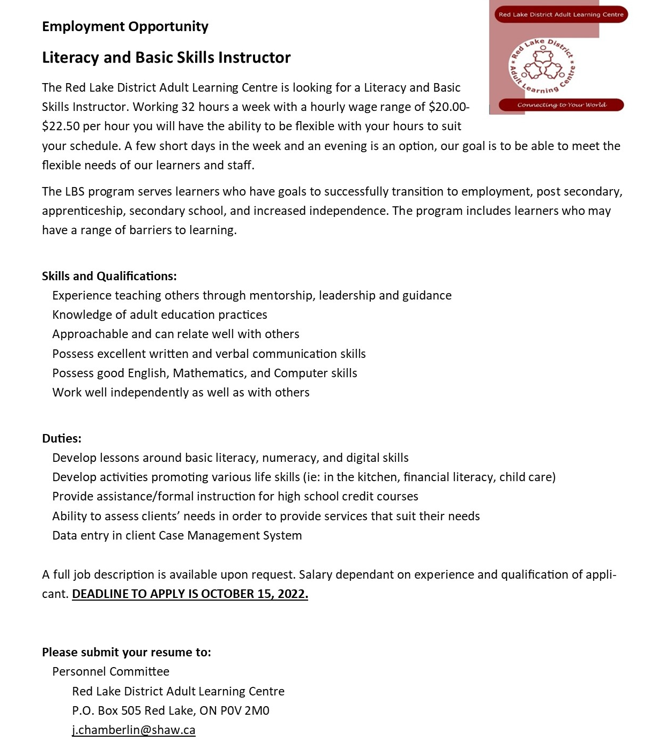 Employment Opportunity
Red Lake District Adult Learning Centre
Literacy and Basic Skills Instructor
Red Lake District
Adult Learning Centre
Connecting to Your World
The Red Lake District Adult Learning Centre is looking for a Literacy and Basic
Skills Instructor. Working 32 hours a week with a hourly wage range of $20.00-
$22.50 per hour you will have the ability to be flexible with your hours to suit
your schedule. A few short days in the week and an evening is an option, our goal is to be able to meet the
flexible needs of our learners and staff.
The LBS program serves learners who have goals to successfully transition to employment, post secondary,
apprenticeship, secondary school, and increased independence. The program includes learners who may
have a range of barriers to learning.
Skills and Qualifications:
Experience teaching others through mentorship, leadership and guidance
Knowledge of adult education practices
Approachable and can relate well with others
Possess excellent written and verbal communication skills
Possess good English, Mathematics, and Computer skills
Work well independently as well as with others
Duties:
Develop lessons around basic literacy, numeracy, and digital skills
Develop activities promoting various life skills (ie: in the kitchen, financial literacy, child care)
Provide assistance/formal instruction for high school credit courses
Ability to assess clients’ needs in order to provide services that suit their needs
Data entry in client Case Management System
A full job description is available upon request. Salary dependant on experience and qualification of appli-
cant. DEADLINE TO APPLY IS OCTOBER 15, 2022.
Please submit your resume to:
Personnel Committee
Red Lake District Adult Learning Centre
P.O. Box 505 Red Lake, ON P0V 2M0
j.chamberlin@shaw.ca